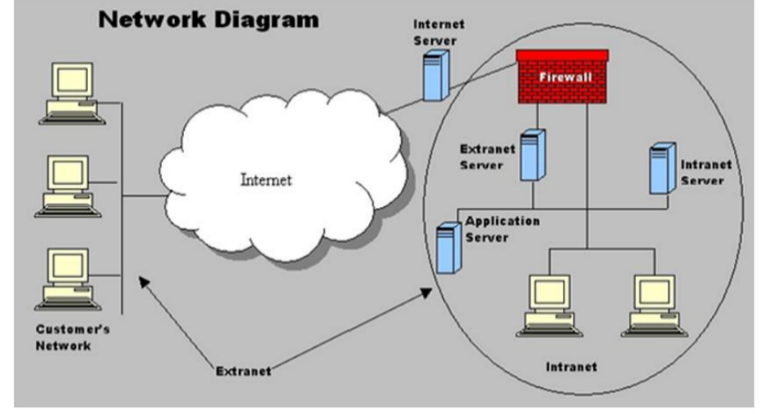 Network Diagram
Internet
Server
Firewall
Extranet
Server
Intranet
Server
Internet
Application
Server
Customer's
Network
Extranet
Intranet